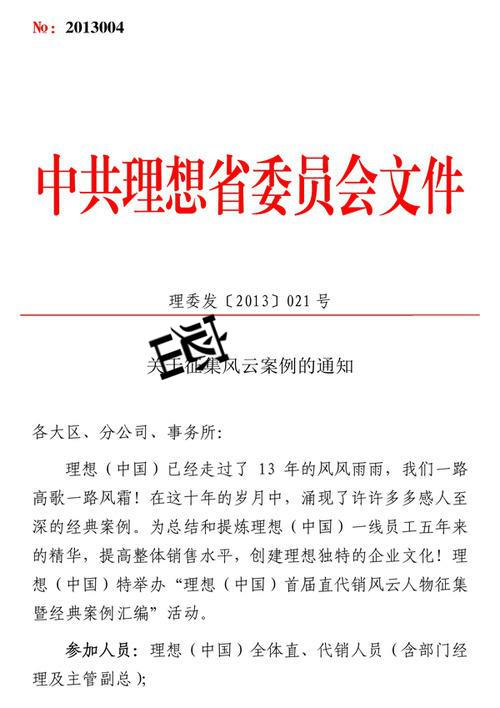 No：2013004
中共理想省委员会文件
理委发〔2013〕021 号
关于征集风云案例的通知
各大区、分公司、事务所：
理想（中国）已经走过了 13 年的风风雨雨，我们一路
高歌一路风霜！在这十年的岁月中，涌现了许许多多感人至
深的经典案例。为总结和提炼理想（中国）一线员工五年来
的精华，提高整体销售水平，创建理想独特的企业文化！理
想（中国）特举办“理想（中国）首届直代销风云人物征集
暨经典案例汇编”活动。
参加人员：理想（中国）全体直、代销人员（含部门经
理及主管副总）；